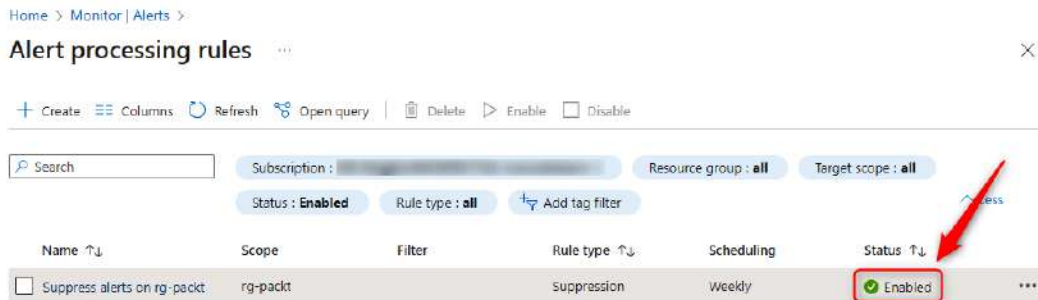 Home > Monitor | Alerts >
Alert processing rules ...
+ Create Columns Refresh Open query | Delete Enable Disable
Search Subscription : Resource group : all Target scope : all
Status : Enabled Rule type : all Add tag filter
Name ↑↓ Scope Filter Rule type ↑↓ Scheduling Status ↑↓
Suppress alerts on rg-packt rg-packt Suppression Weekly Enabled ...